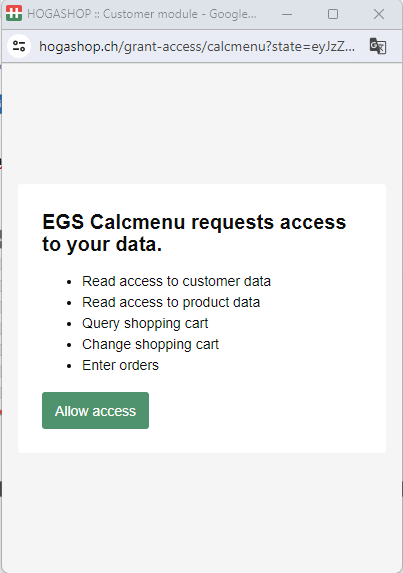 HOGASHOP :: Customer module - Google...
hogashop.ch/grant-access/calcmenu?state=eyJzZ...
EGS Calcmenu requests access
to your data.
Read access to customer data
Read access to product data
Query shopping cart
Change shopping cart
Enter orders
Allow access